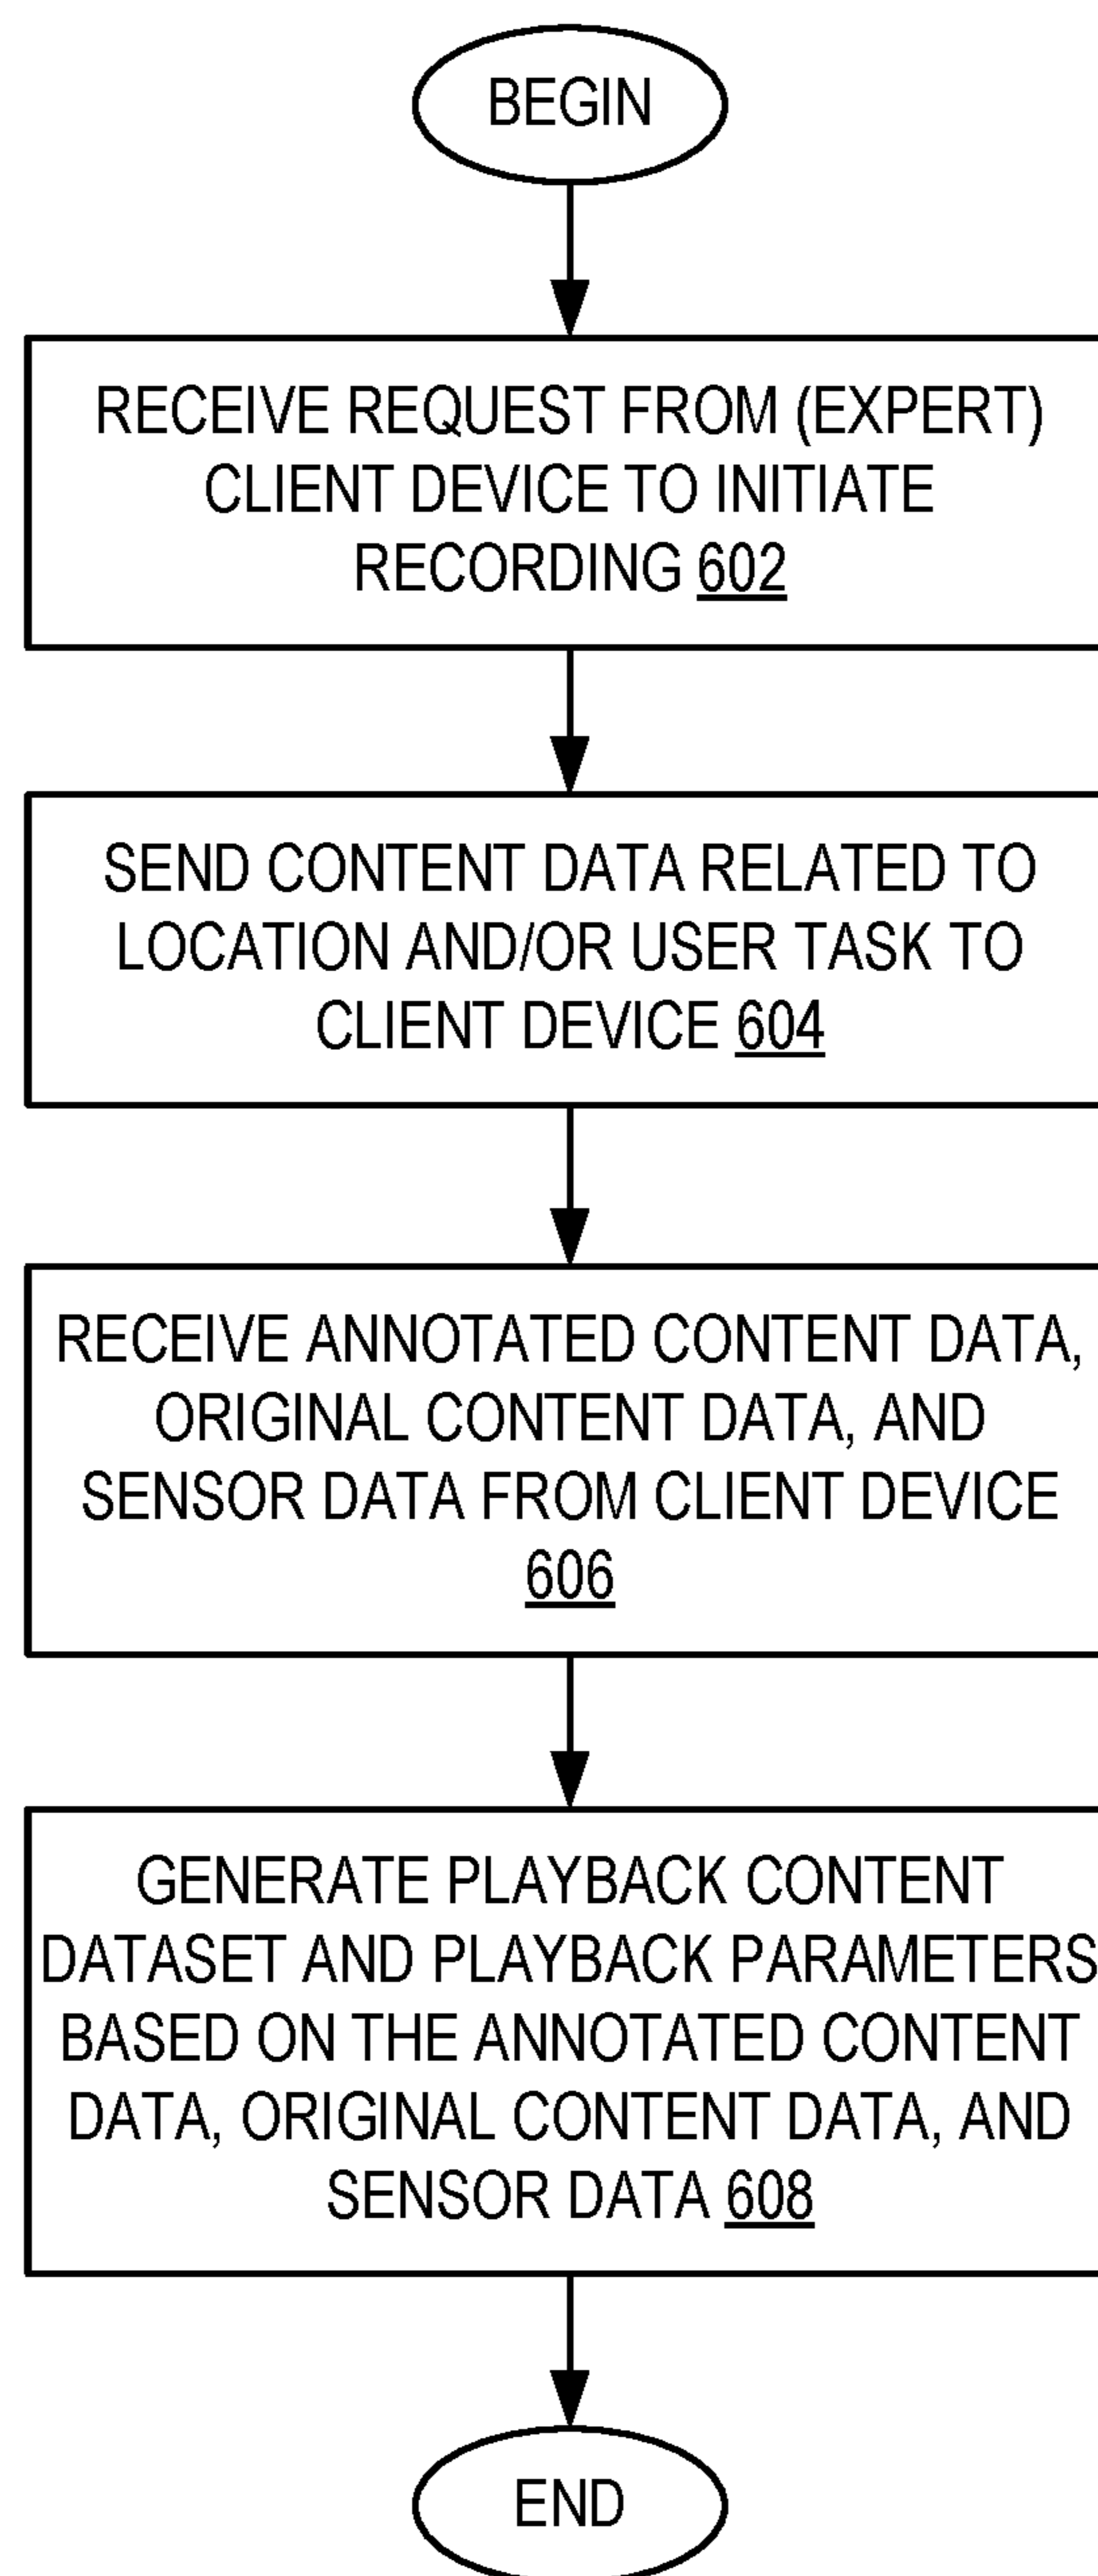 BEGIN
RECEIVE REQUEST FROM (EXPERT)
CLIENT DEVICE TO INITIATE
RECORDING 602
SEND CONTENT DATA RELATED TO
LOCATION AND/OR USER TASK TO
CLIENT DEVICE 604
RECEIVE ANNOTATED CONTENT DATA,
ORIGINAL CONTENT DATA, AND
SENSOR DATA FROM CLIENT DEVICE
606
GENERATE PLAYBACK CONTENT
DATASET AND PLAYBACK PARAMETERS
BASED ON THE ANNOTATED CONTENT
DATA, ORIGINAL CONTENT DATA, AND
SENSOR DATA 608
END